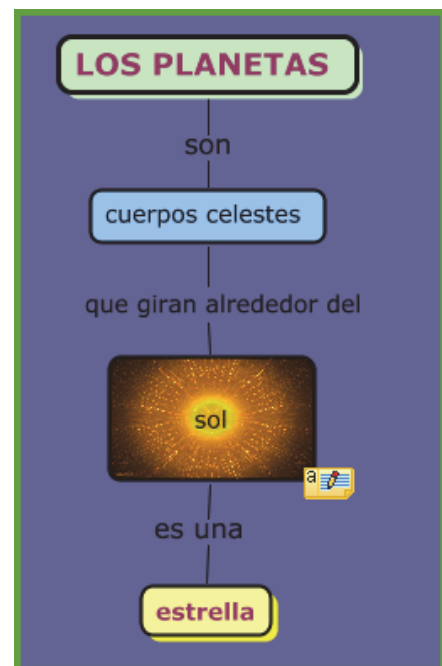 LOS PLANETAS
son
cuerpos celestes
que giran alrededor del
sol
a
es una
estrella